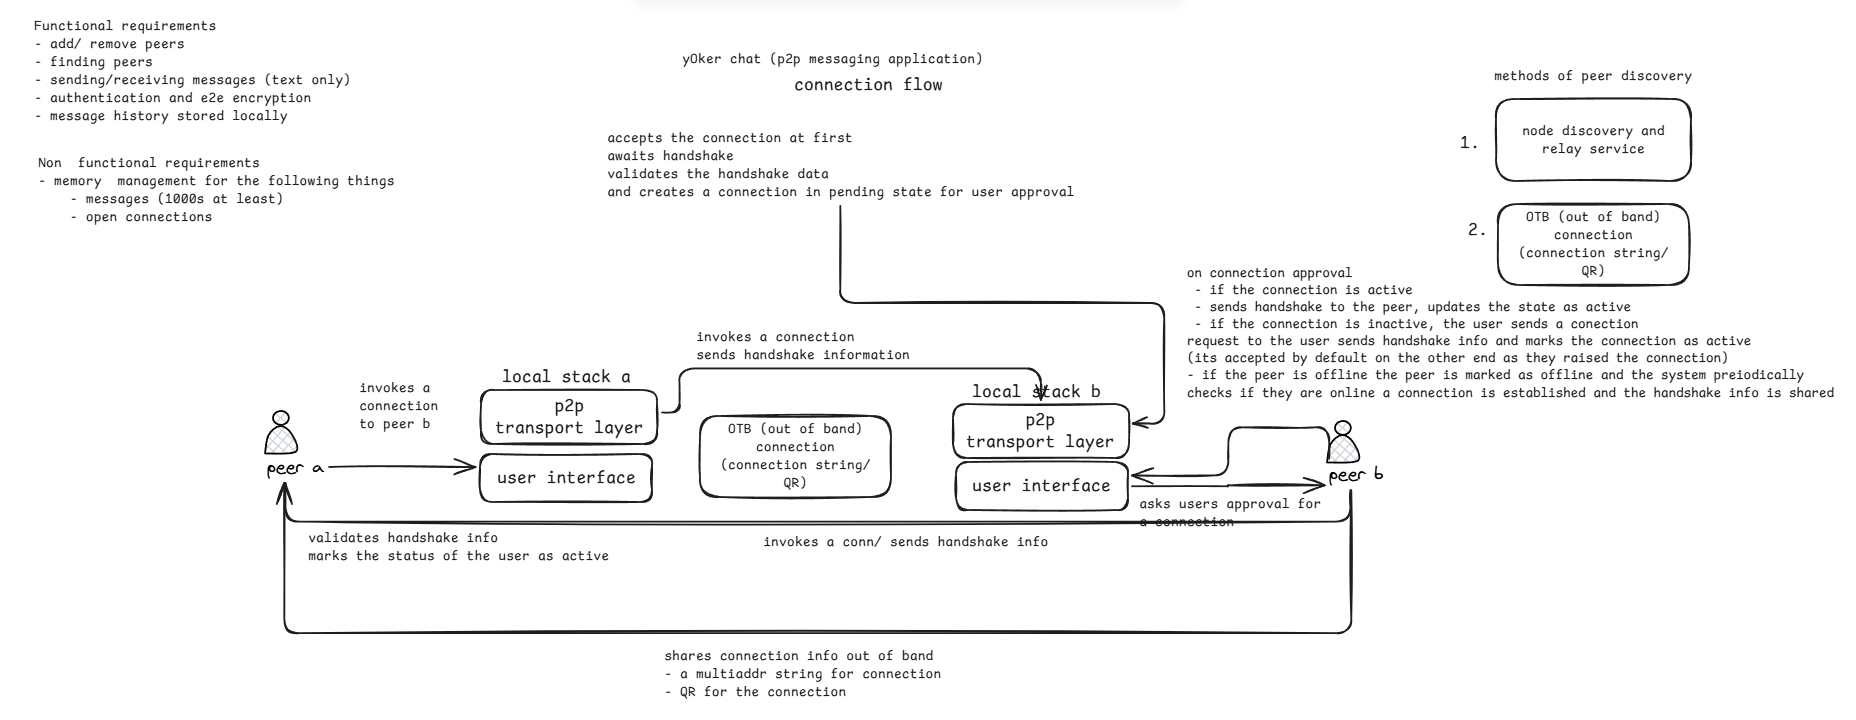 Functional requirements
- add/ remove peers
- finding peers
- sending/receiving messages (text only)
- authentication and e2e encryption
- message history stored locally
Non  functional requirements
- memory  management for the following things
- messages (1000s at least)
- open connections
yOker chat (p2p messaging application)
connection flow
accepts the connection at first
awaits handshake
validates the handshake data
and creates a connection in pending state for user approval
methods of peer discovery
1.
node discovery and
relay service
2.
OTB (out of band)
connection
(connection string/
QR)
on connection approval
- if the connection is active
- sends handshake to the peer, updates the state as active
- if the connection is inactive, the user sends a conection
request to the user sends handshake info and marks the connection as active
(its accepted by default on the other end as they raised the connection)
- if the peer is offline the peer is marked as offline and the system preiodically
checks if they are online a connection is established and the handshake info is shared
invokes a connection
sends handshake information
invokes a
connection
to peer b
peer a
local stack a
p2p
transport layer
user interface
OTB (out of band)
connection
(connection string/
QR)
local stack b
p2p
transport layer
user interface
peer b
asks users approval for
a connection
validates handshake info
marks the status of the user as active
invokes a conn/ sends handshake info
shares connection info out of band
- a multiaddr string for connection
- QR for the connection